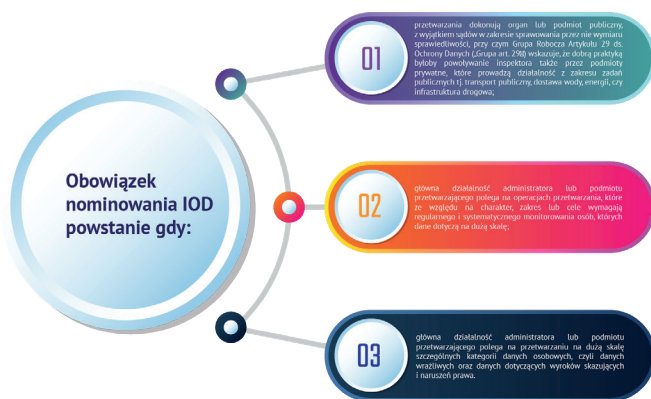 Obowiązek
nominowania IOD
powstanie gdy:
01
przetwarzania dokonują organ lub podmiot publiczny,
z wyjątkiem sądów w zakresie sprawowania przez nie wymiaru
sprawiedliwości, przy czym Grupa Robocza Artykułu 29 ds.
Ochrony Danych („Grupa art. 29”) wskazuje, że dobrą praktyką
byłoby powoływanie inspektora także przez podmioty
prywatne, które prowadzą działalność z zakresu zadań
publicznych tj. transport publiczny, dostawa wody, energii, czy
infrastruktura drogowa;
02
główna działalność administratora lub podmiotu
przetwarzającego polega na operacjach przetwarzania, które
ze względu na charakter, zakres lub cele wymagają
regularnego i systematycznego monitorowania osób, których
dane dotyczą na dużą skalę;
03
główna działalność administratora lub podmiotu
przetwarzającego polega na przetwarzaniu na dużą skalę
szczególnych kategorii danych osobowych, czyli danych
wrażliwych oraz danych dotyczących wyroków skazujących
i naruszeń prawa.